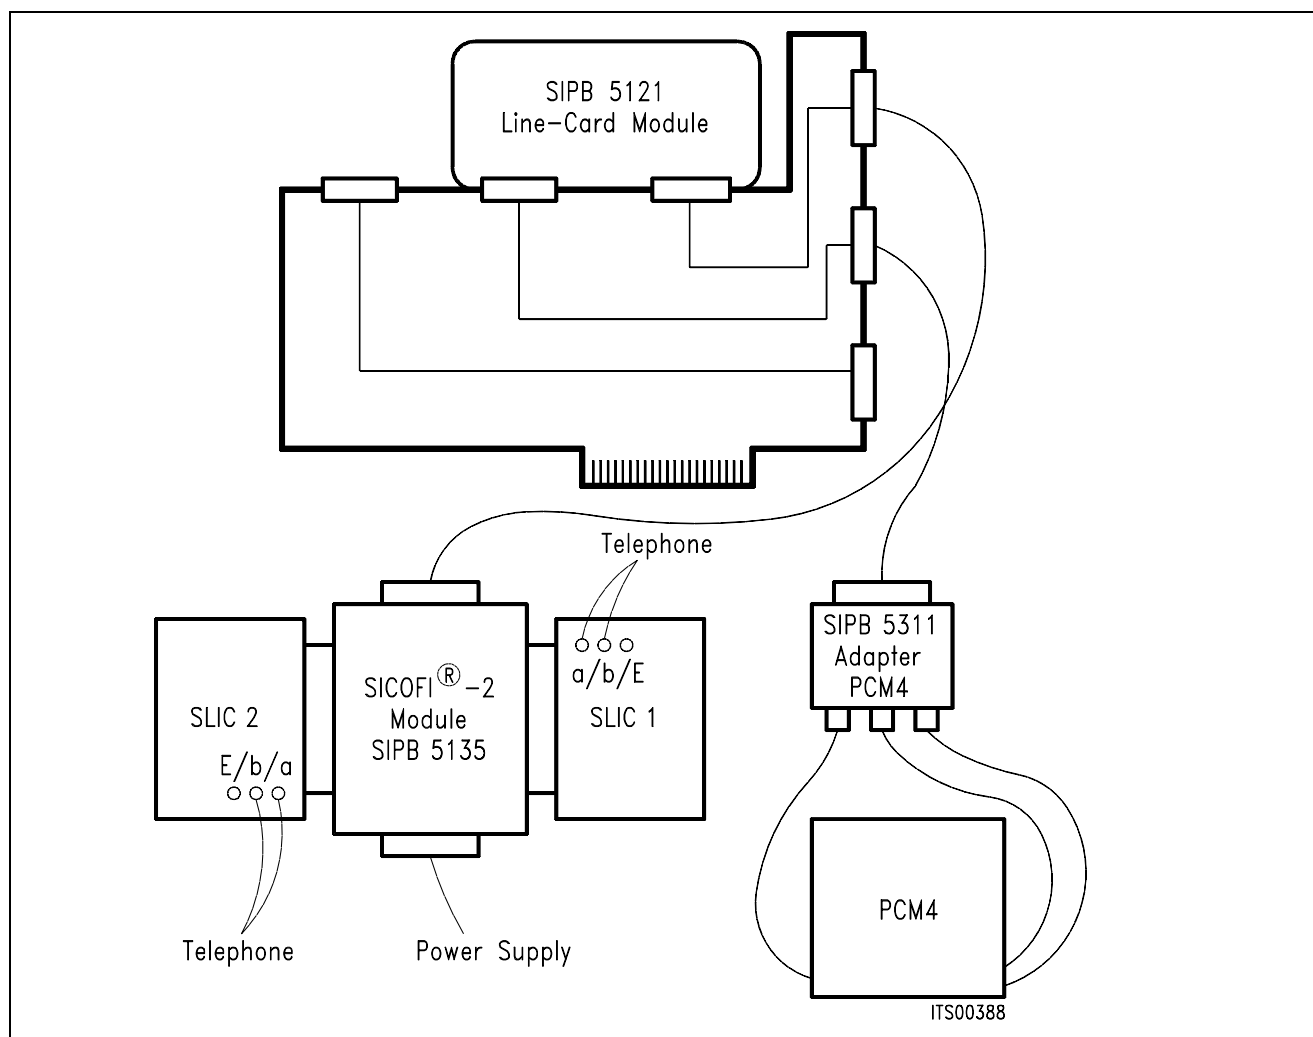 SIPB 5121
Line-Card Module
Telephone
SIPB 5311
Adapter
PCM4
a/b/E
SLIC 1
SICOFI®-2
Module
SIPB 5135
SLIC 2
E/b/a
Telephone
Power Supply
PCM4
ITS00388